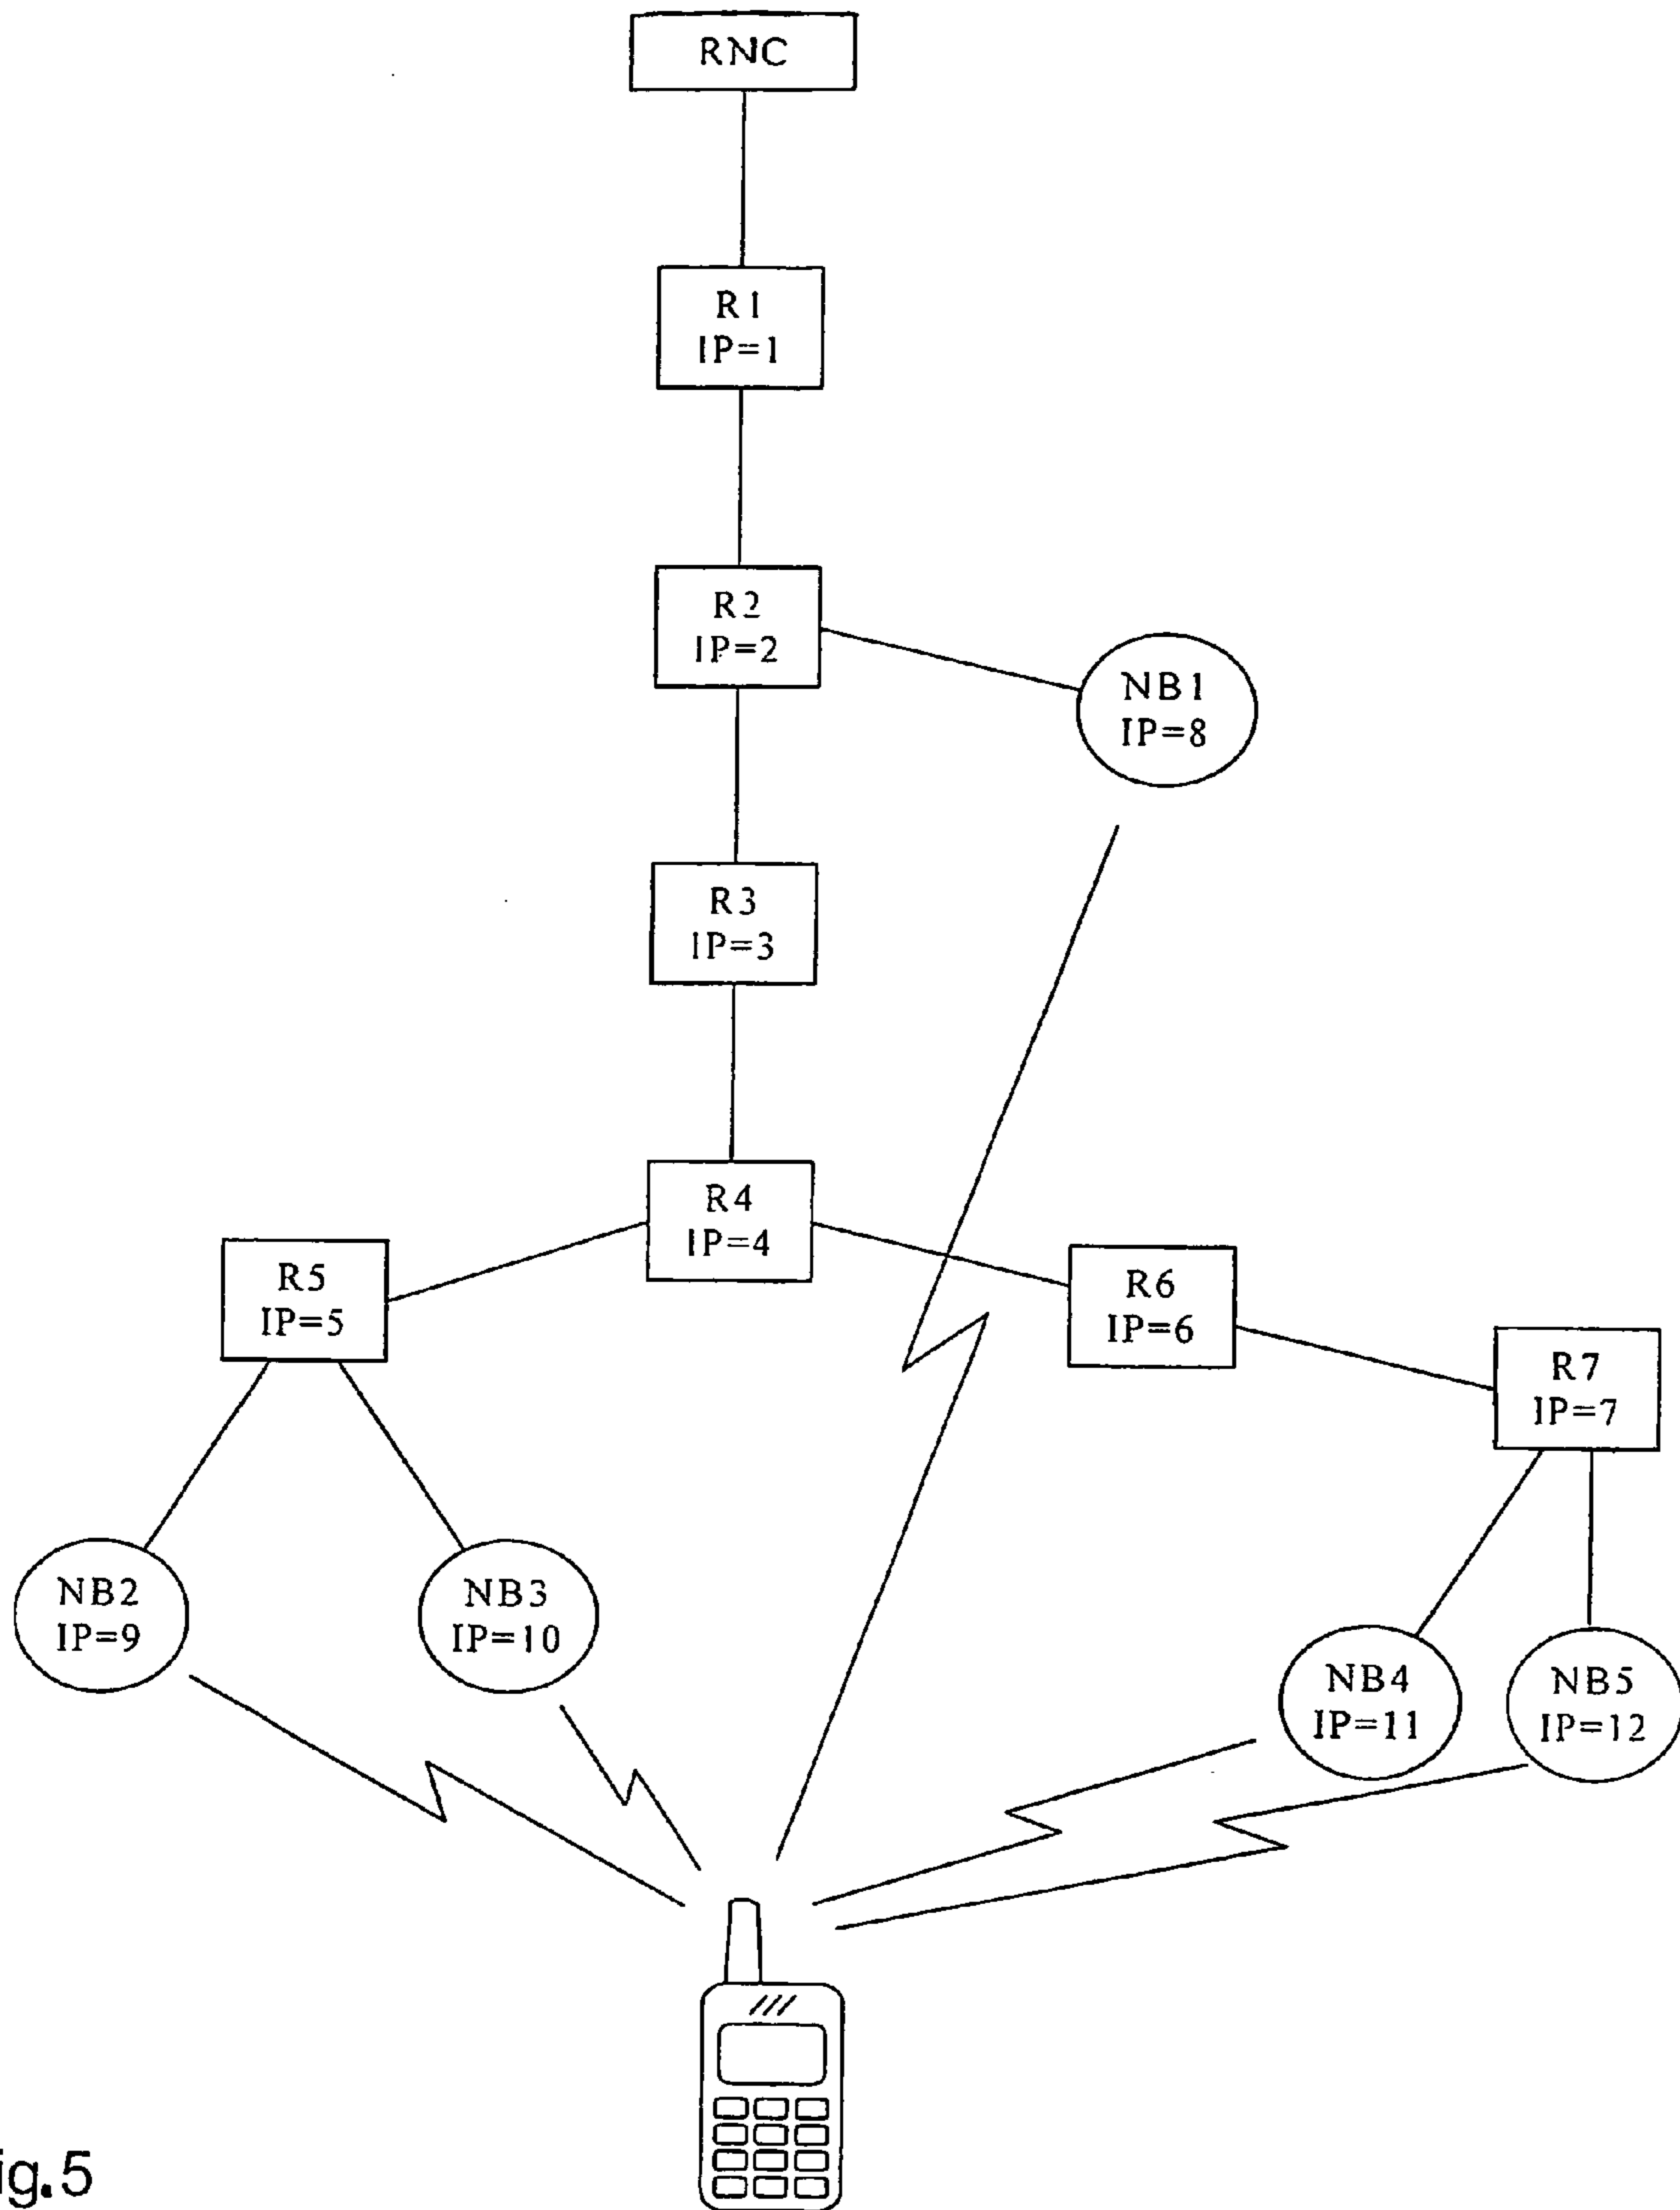 RNC
R1
IP=1
R2
IP=2
NB1
IP=8
R3
IP=3
R4
IP=4
R5
IP=5
R6
IP=6
R7
IP=7
NB2
IP=9
NB3
IP=10
NB4
IP=11
NB5
IP=12
ig.5